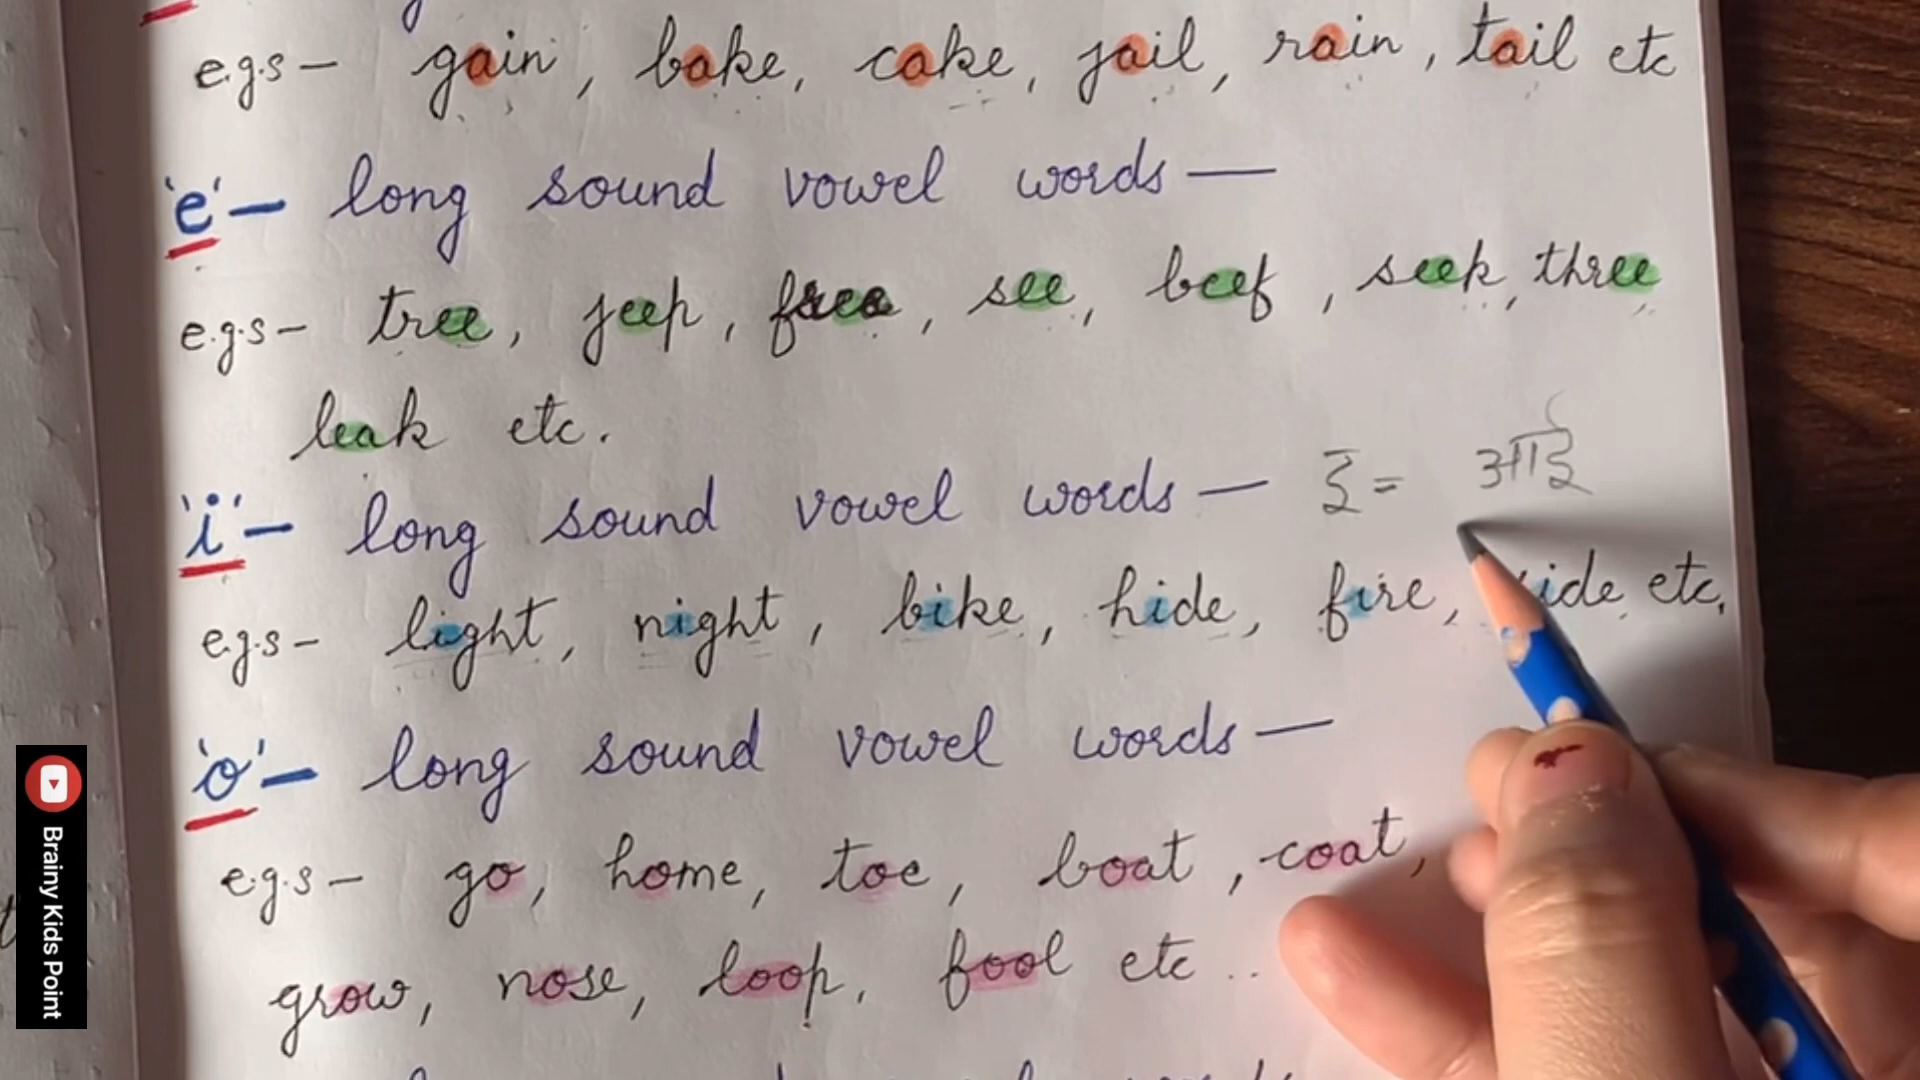 e.g.s — gain, bake, cake, jail, rain, tail etc
'e' — long sound vowel words —
e.g.s — tree, jeep, free, see, beef, seek, three
leak etc.
'i' — long sound vowel words — इ = आई
e.g.s — light, night, bike, hide, fire, ide etc,
'o' — long sound vowel words —
e.g.s — go, home, toe, boat, coat,
grow, nose, loop, fool etc ..
Brainy Kids Point